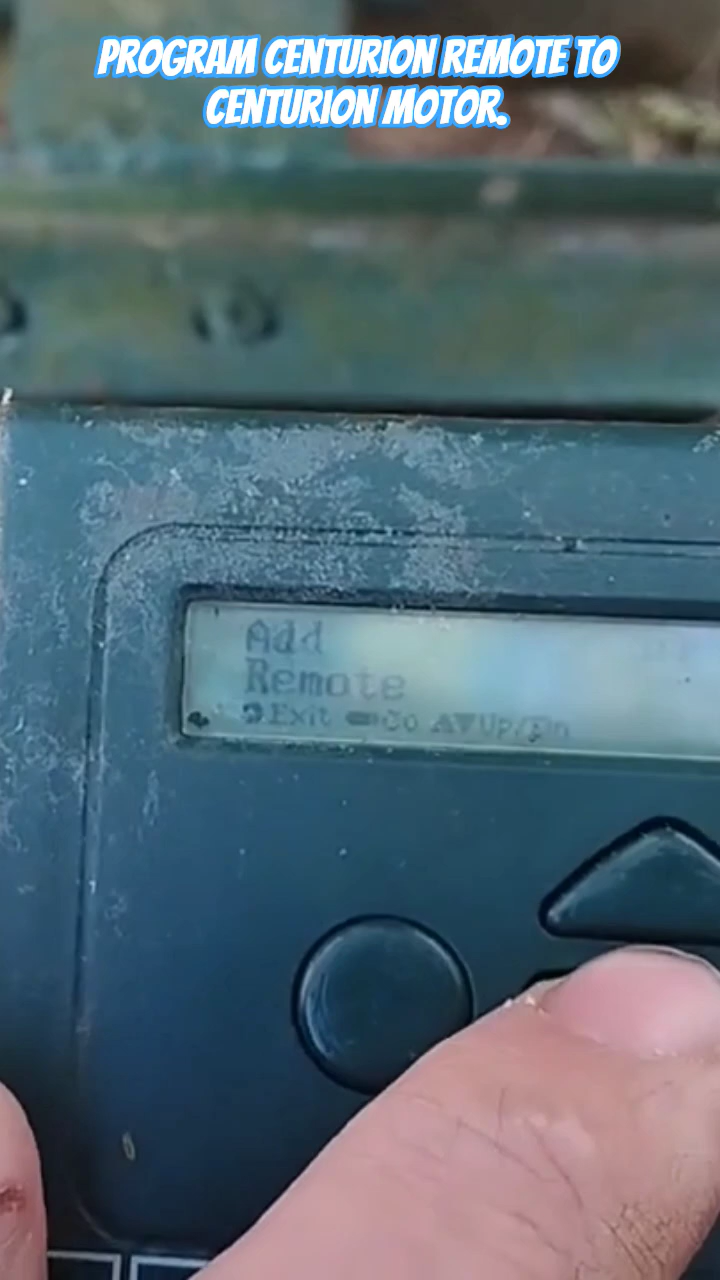 PROGRAM CENTURION REMOTE TO
CENTURION MOTOR.
Add
Remote
Exit Go ▲▼Up/Dn